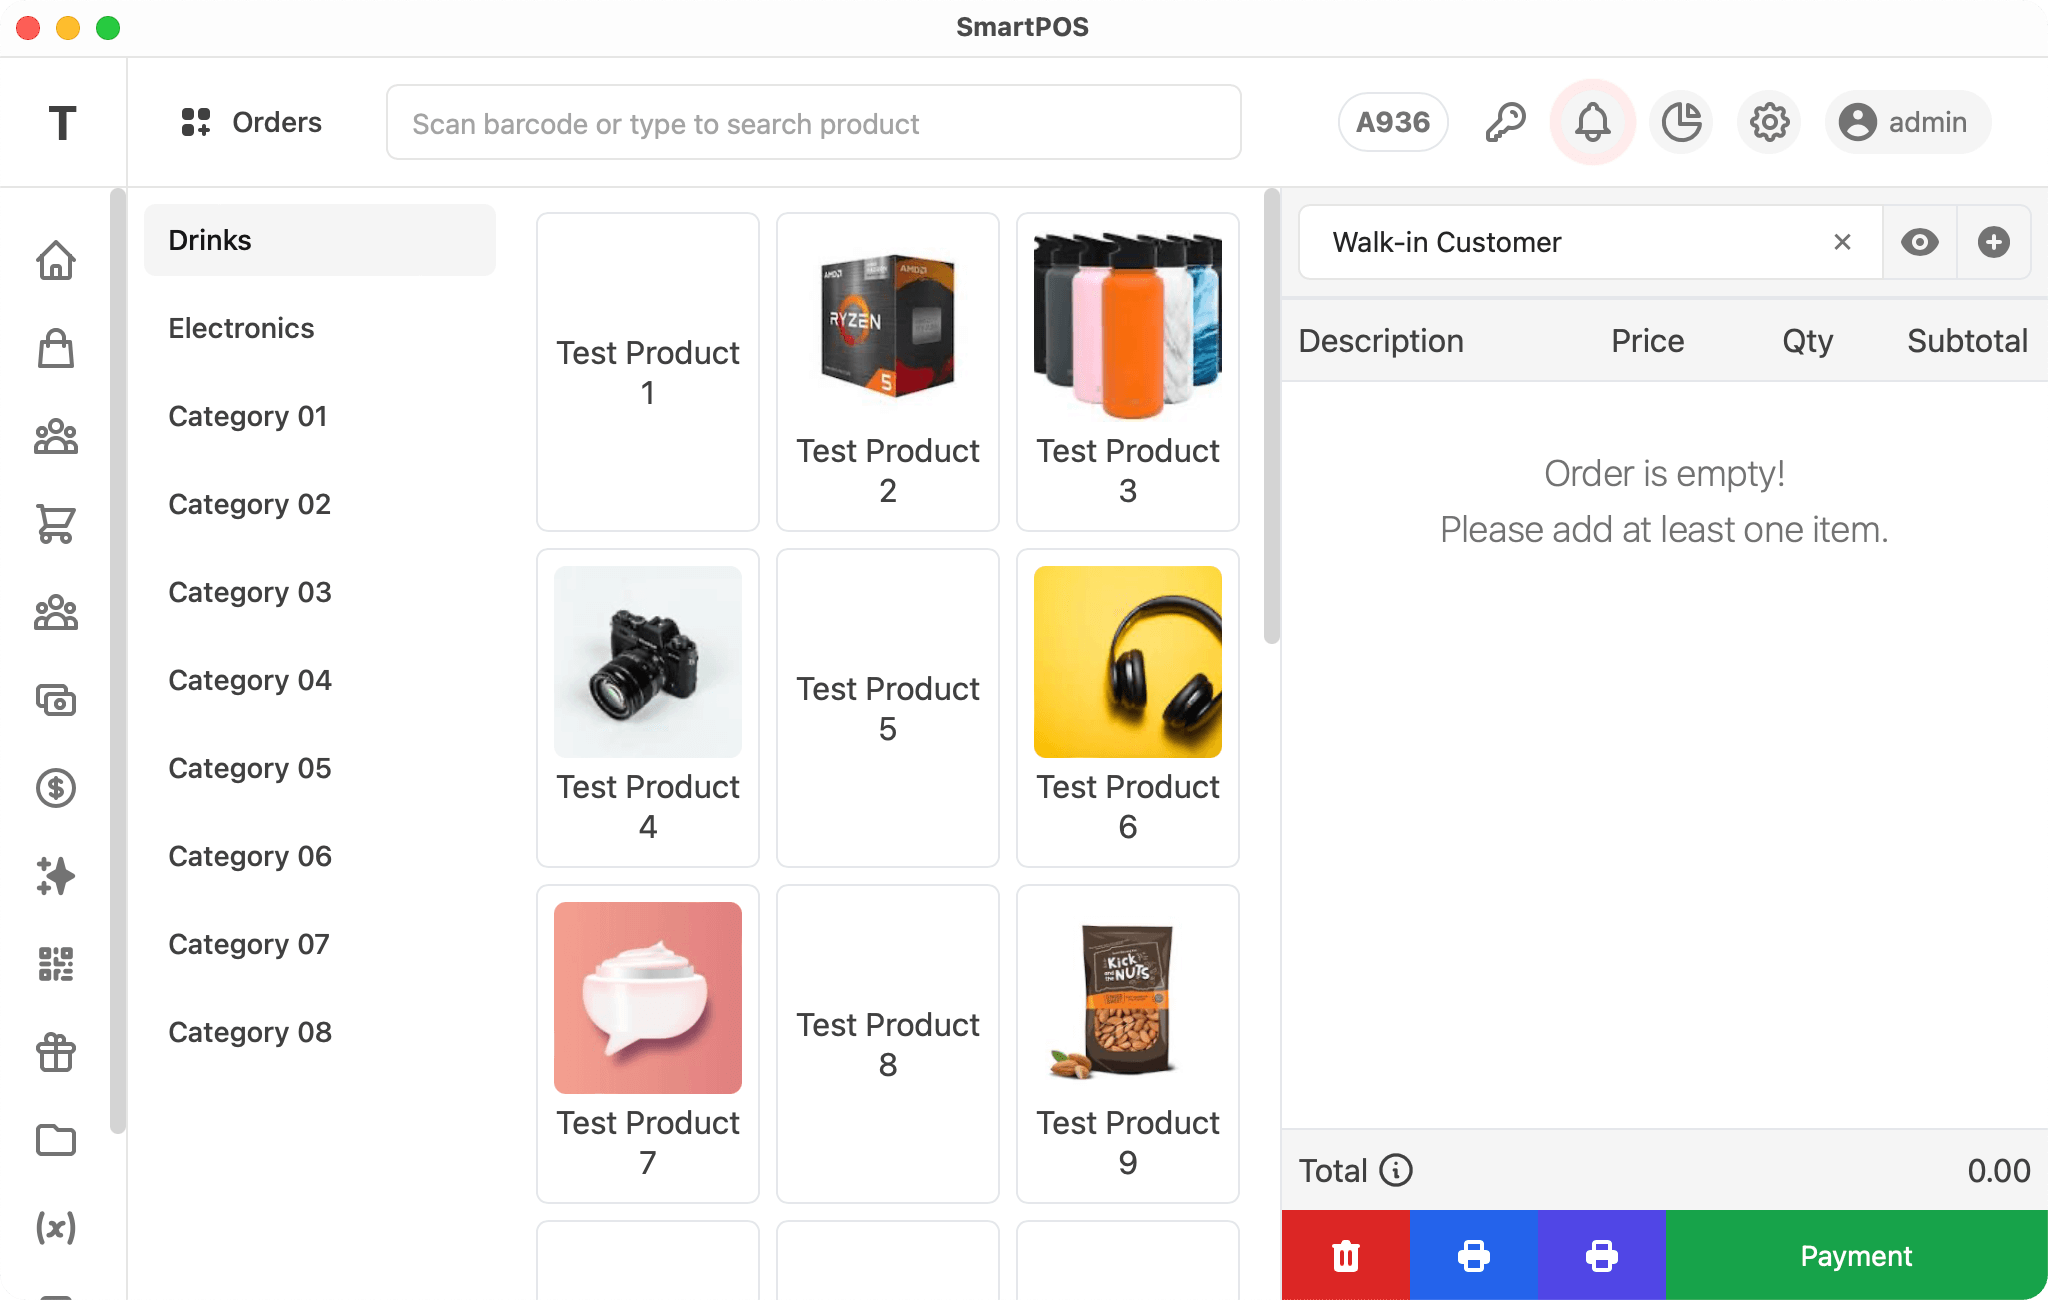 SmartPOS
T
Orders
Scan barcode or type to search product
A936
admin
Drinks
Electronics
Category 01
Category 02
Category 03
Category 04
Category 05
Category 06
Category 07
Category 08
Test Product
1
AMD
AMD
RYZEN
5
Test Product
2
Test Product
3
Test Product
4
Test Product
5
Test Product
6
Test Product
7
Test Product
8
Kick
and the NUTS
Test Product
9
Walk-in Customer
Description Price Qty Subtotal
Order is empty!
Please add at least one item.
Total 0.00
Payment